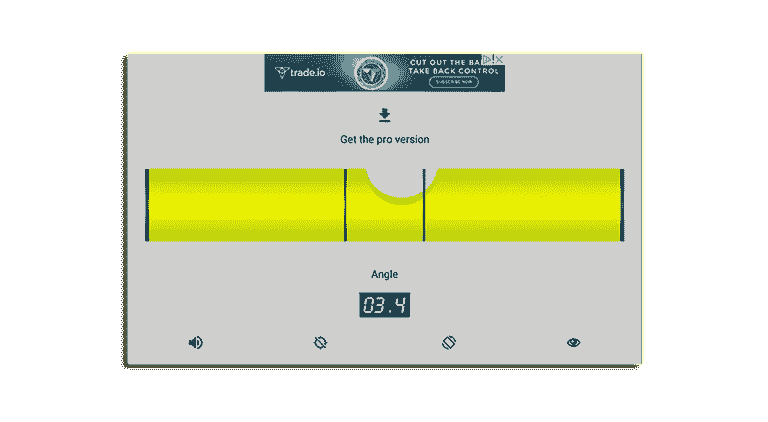 trade.io
CUT OUT THE BA
TAKE BACK CONTROL
SUBSCRIBE NOW
Get the pro version
Angle
03.4